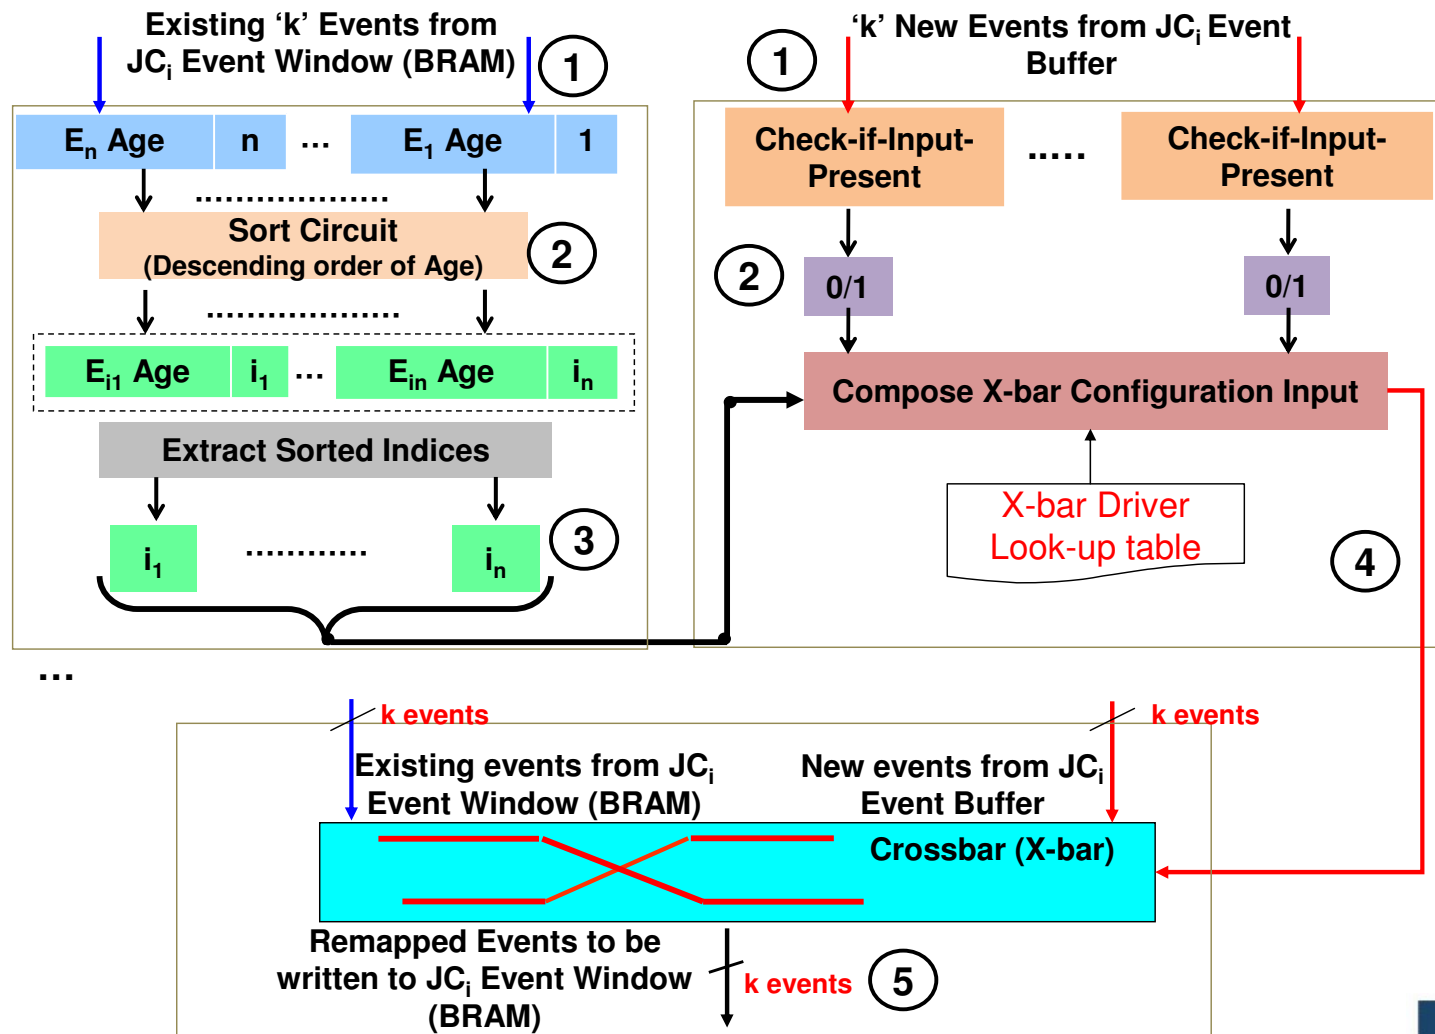 Existing ‘k’ Events from
JCi Event Window (BRAM)
1
En Age
n
...
E1 Age
1
...................
Sort Circuit
(Descending order of Age)
2
...................
Ei1 Age
i1
...
Ein Age
in
Extract Sorted Indices
i1
............
in
3
...
‘k’ New Events from JCi Event
Buffer
1
Check-if-Input-
Present
.....
Check-if-Input-
Present
2
0/1
0/1
Compose X-bar Configuration Input
X-bar Driver
Look-up table
4
k events
k events
Existing events from JCi
Event Window (BRAM)
New events from JCi
Event Buffer
Crossbar (X-bar)
Remapped Events to be
written to JCi Event Window
(BRAM)
k events
5